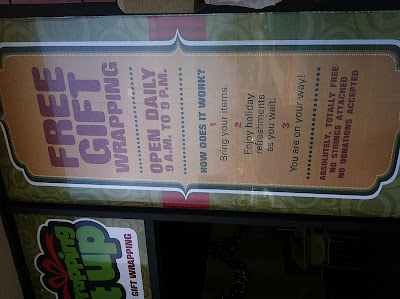 FREE
GIFT
WRAPPING
OPEN DAILY
9 A.M. TO 9 P.M.
HOW DOES IT WORK?
1
Bring your items.
2
Enjoy holiday
refreshments
as you wait.
3
You are on your way!
ABSOLUTELY, TOTALLY FREE
NO STRINGS ATTACHED
NO DONATIONS ACCEPTED
it up
GIFT WRAPPING